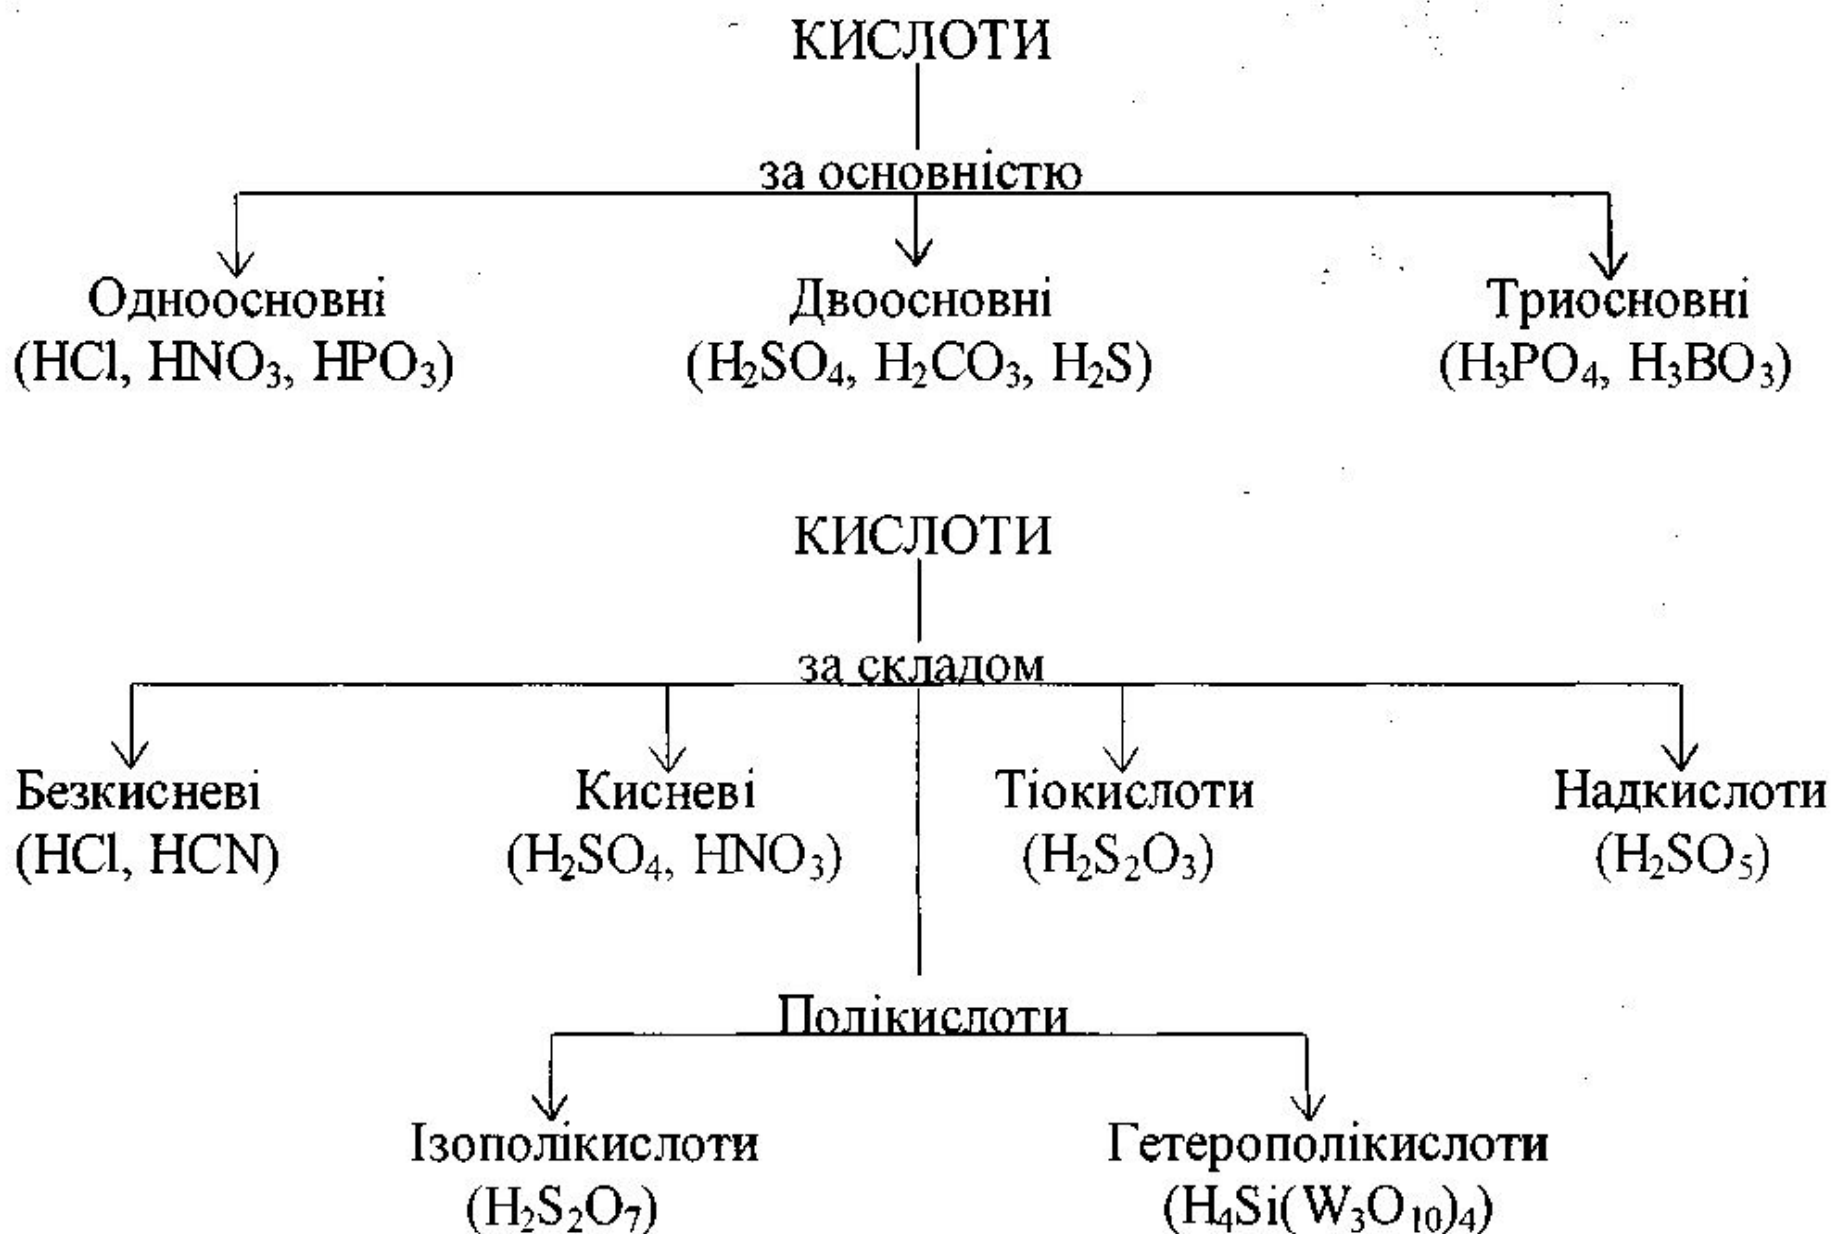 КИСЛОТИ
за основністю
Одноосновні Двоосновні Триосновні
(HCl, HNO₃, HPO₃) (H₂SO₄, H₂CO₃, H₂S) (H₃PO₄, H₃BO₃)
КИСЛОТИ
за складом
Безкисневі Кисневі Тіокислоти Надкислоти
(HCl, HCN) (H₂SO₄, HNO₃) (H₂S₂O₃) (H₂SO₅)
Полікислоти
Ізополікислоти Гетерополікислоти
(H₂S₂O₇) (H₄Si(W₃O₁₀)₄)